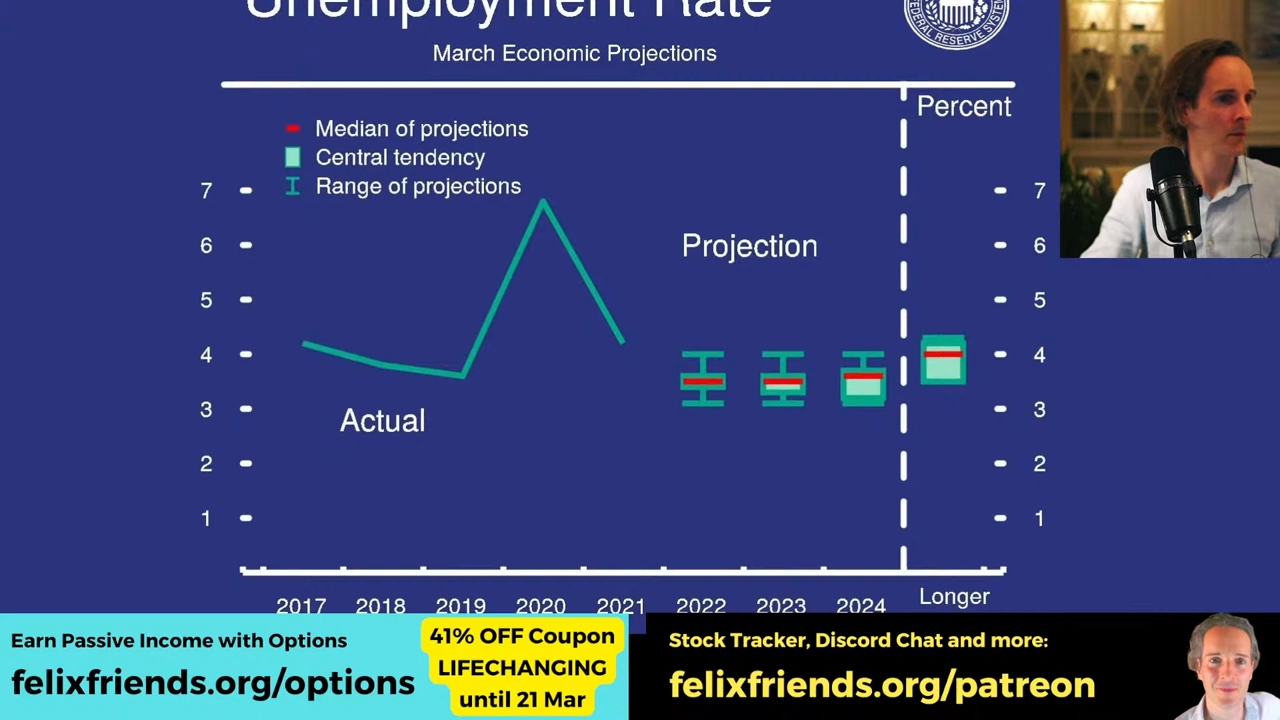 Unemployment Rate
March Economic Projections
FEDERAL RESERVE SYSTEM
Percent
Median of projections
Central tendency
Range of projections
7
7
6
Projection
6
5
5
4
4
3
3
Actual
2
2
1
1
2017 2018 2019 2020 2021 2022 2023 2024 Longer
Earn Passive Income with Options
felixfriends.org/options
41% OFF Coupon
LIFECHANGING
until 21 Mar
Stock Tracker, Discord Chat and more:
felixfriends.org/patreon